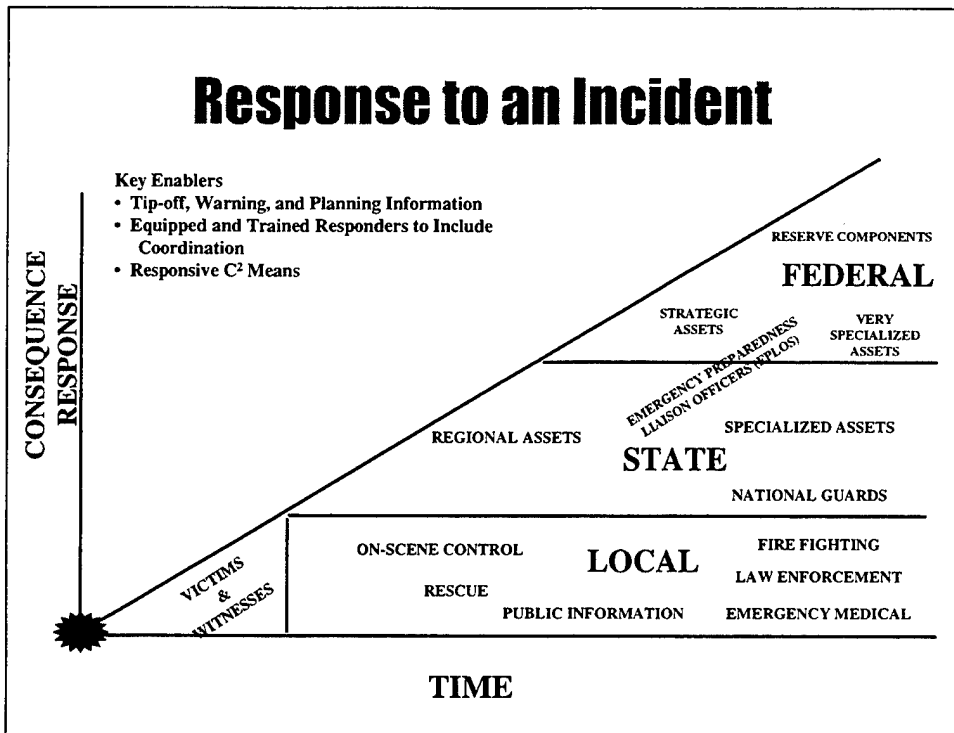 Response to an Incident
Key Enablers
• Tip-off, Warning, and Planning Information
• Equipped and Trained Responders to Include
Coordination
• Responsive C² Means
CONSEQUENCE
RESPONSE
RESERVE COMPONENTS
FEDERAL
STRATEGIC
ASSETS
VERY
SPECIALIZED
ASSETS
EMERGENCY PREPAREDNESS
LIAISON OFFICERS (EPLOS)
REGIONAL ASSETS
SPECIALIZED ASSETS
STATE
NATIONAL GUARDS
VICTIMS
&
WITNESSES
ON-SCENE CONTROL
LOCAL
FIRE FIGHTING
RESCUE
LAW ENFORCEMENT
PUBLIC INFORMATION
EMERGENCY MEDICAL
TIME